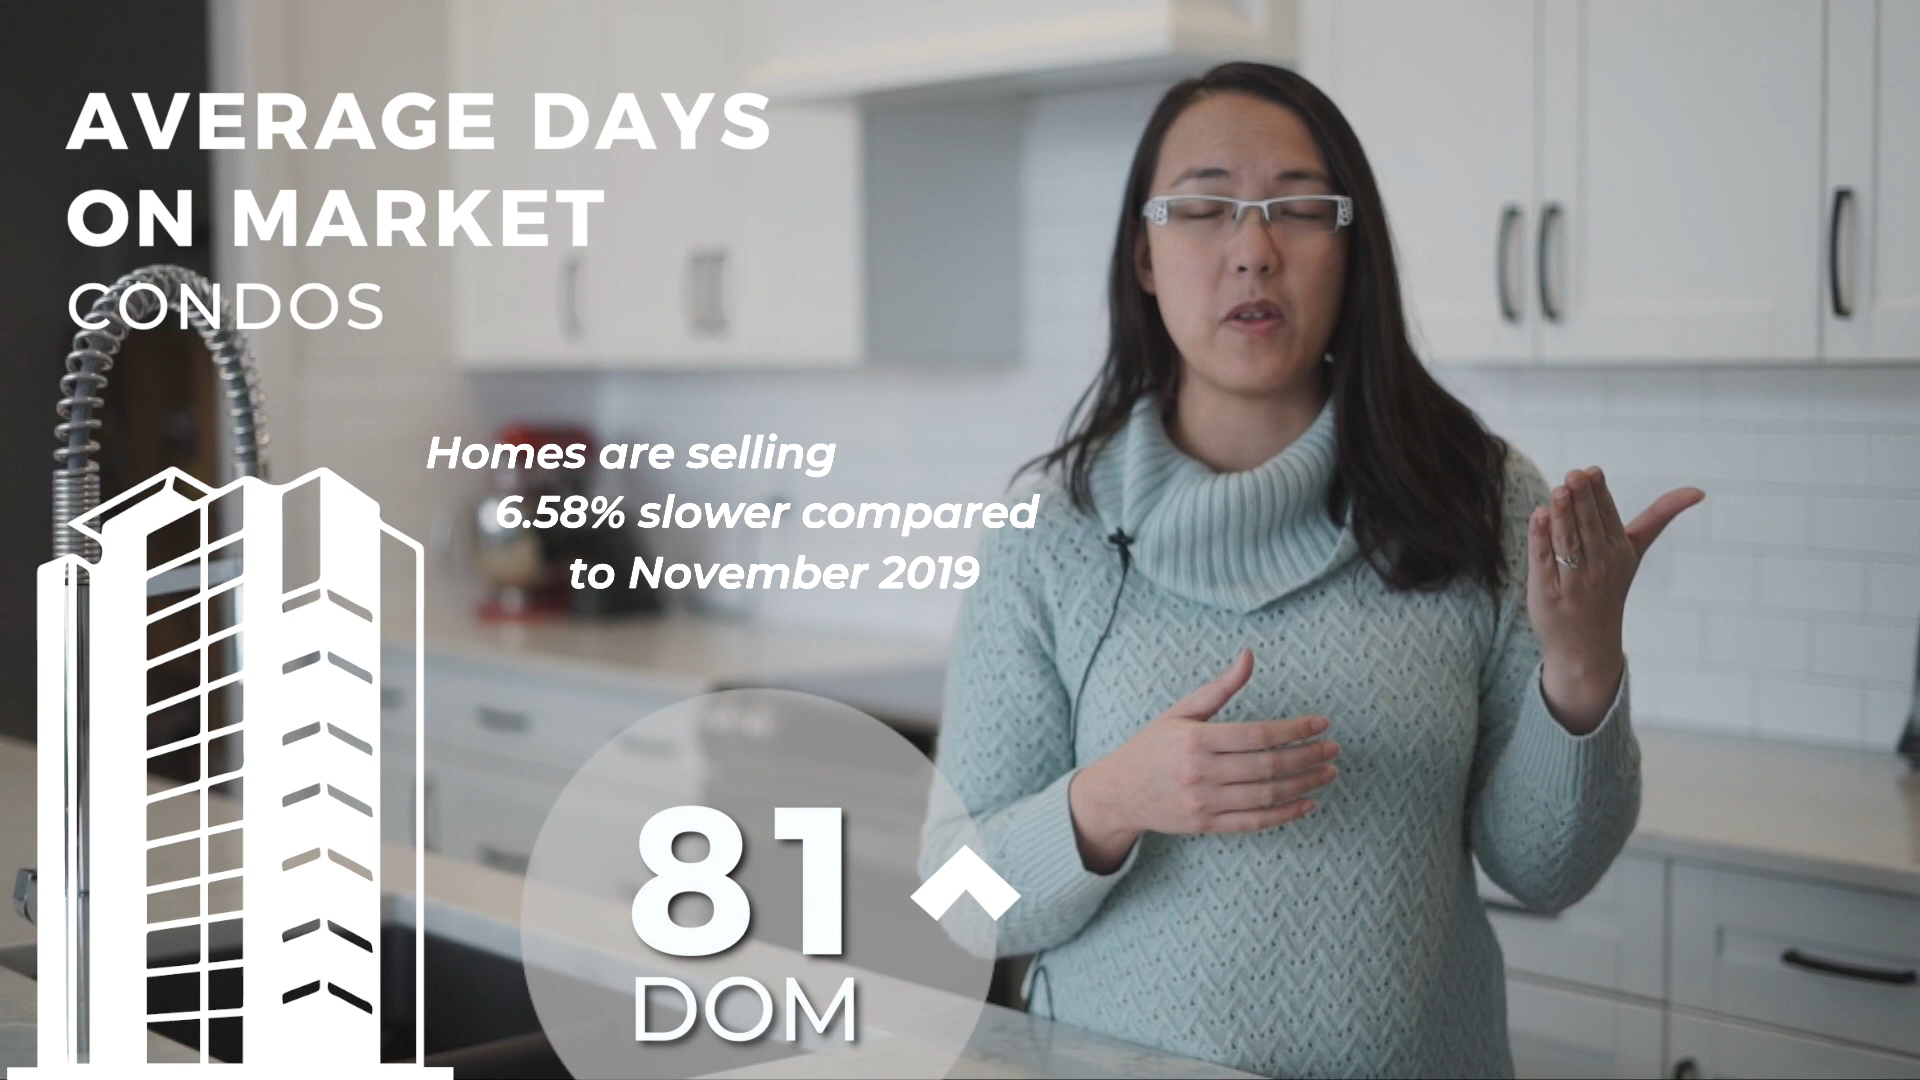 AVERAGE DAYS
ON MARKET
CONDOS
Homes are selling
6.58% slower compared
to November 2019
81
DOM